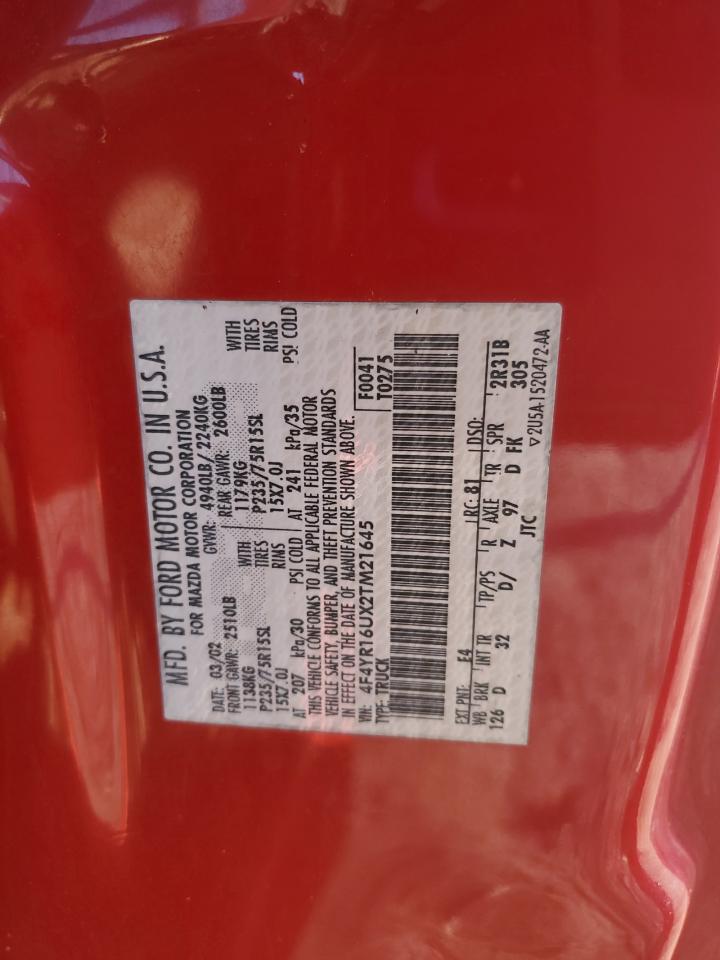 MFD. BY FORD MOTOR CO. IN U.S.A.
FOR MAZDA MOTOR CORPORATION
DATE: 03/02 GVWR: 4940LB/ 2240KG
FRONT GAWR: 2510LB REAR GAWR: 2600LB
1138KG WITH 1179KG WITH
P235/75R15SL TIRES P235/75R15SL TIRES
15X7.0J RIMS 15X7.0J RIMS
AT 207 kPa/30 PSI COLD AT 241 kPa/35 PSI COLD
THIS VEHICLE CONFORMS TO ALL APPLICABLE FEDERAL MOTOR
VEHICLE SAFETY, BUMPER, AND THEFT PREVENTION STANDARDS
IN EFFECT ON THE DATE OF MANUFACTURE SHOWN ABOVE.
VIN: 4F4YR16UX2TM21645 F0041
TYPE: TRUCK T0275
EXT PNT: E4 RC: 81 DSO:
WB BRK INT TR TP/PS R AXLE TR SPR 2R31B
126 D 32 D/ Z 97 D FK 305
JTC ▽2U5A-1520472-AA